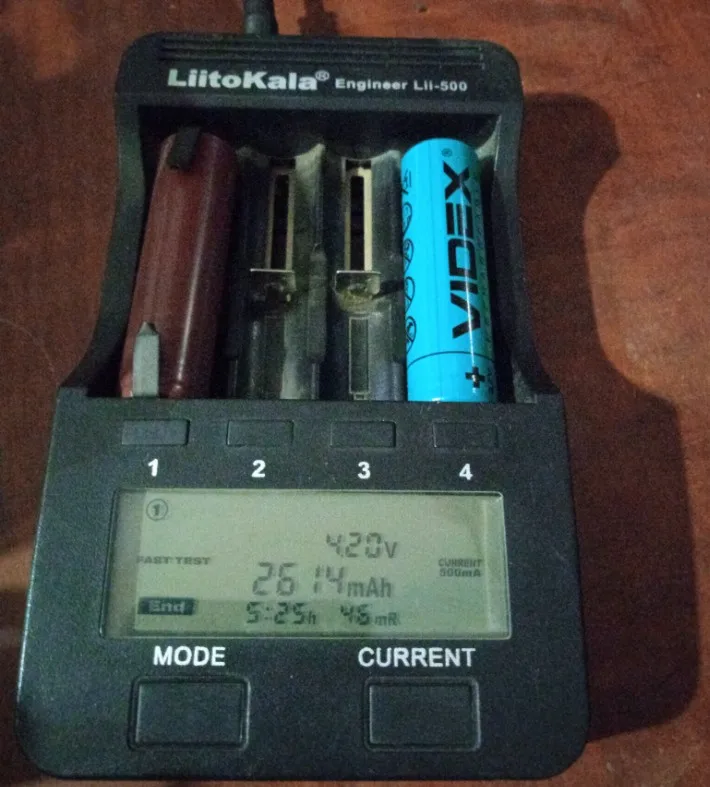 LiitoKala® Engineer Lii-500
VIDEX®
+
1 2 3 4
1
4.20V
FAST TEST
CURRENT
500mA
2614mAh
End
5:25h 46mR
MODE CURRENT